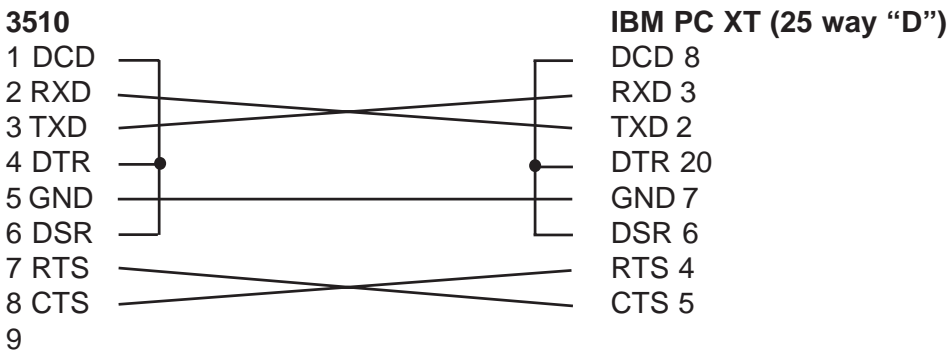 3510 IBM PC XT (25 way “D”)
1 DCD DCD 8
2 RXD RXD 3
3 TXD TXD 2
4 DTR DTR 20
5 GND GND 7
6 DSR DSR 6
7 RTS RTS 4
8 CTS CTS 5
9